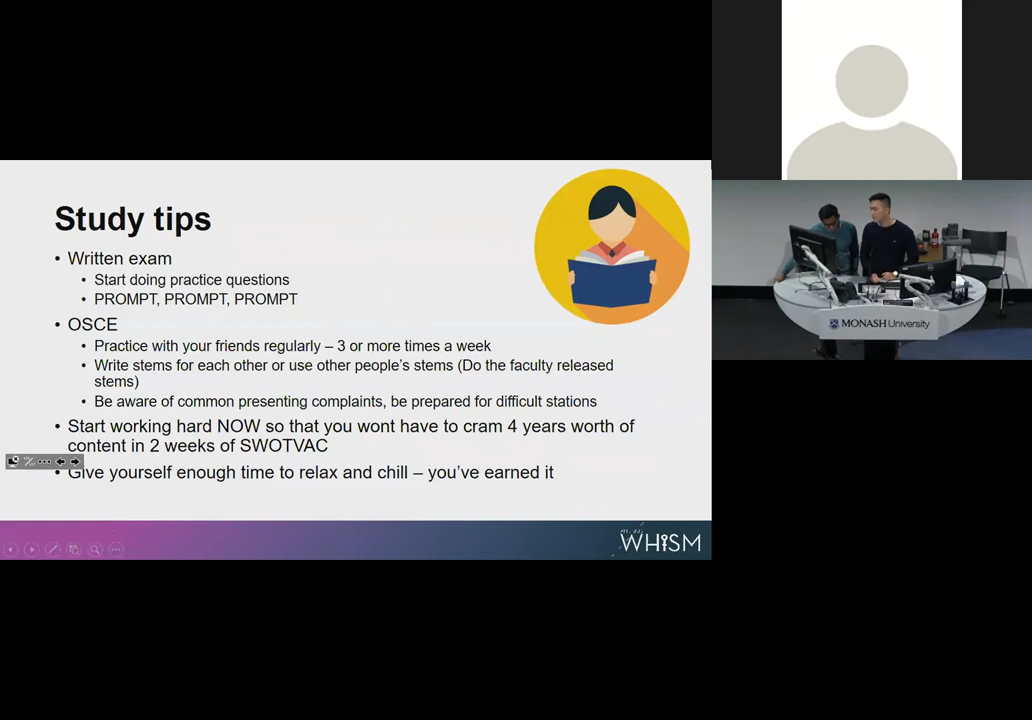 Study tips
• Written exam
• Start doing practice questions
• PROMPT, PROMPT, PROMPT
• OSCE
• Practice with your friends regularly – 3 or more times a week
• Write stems for each other or use other people's stems (Do the faculty released
stems)
• Be aware of common presenting complaints, be prepared for difficult stations
• Start working hard NOW so that you wont have to cram 4 years worth of
content in 2 weeks of SWOTVAC
• Give yourself enough time to relax and chill – you've earned it
WHiSM
MONASH University